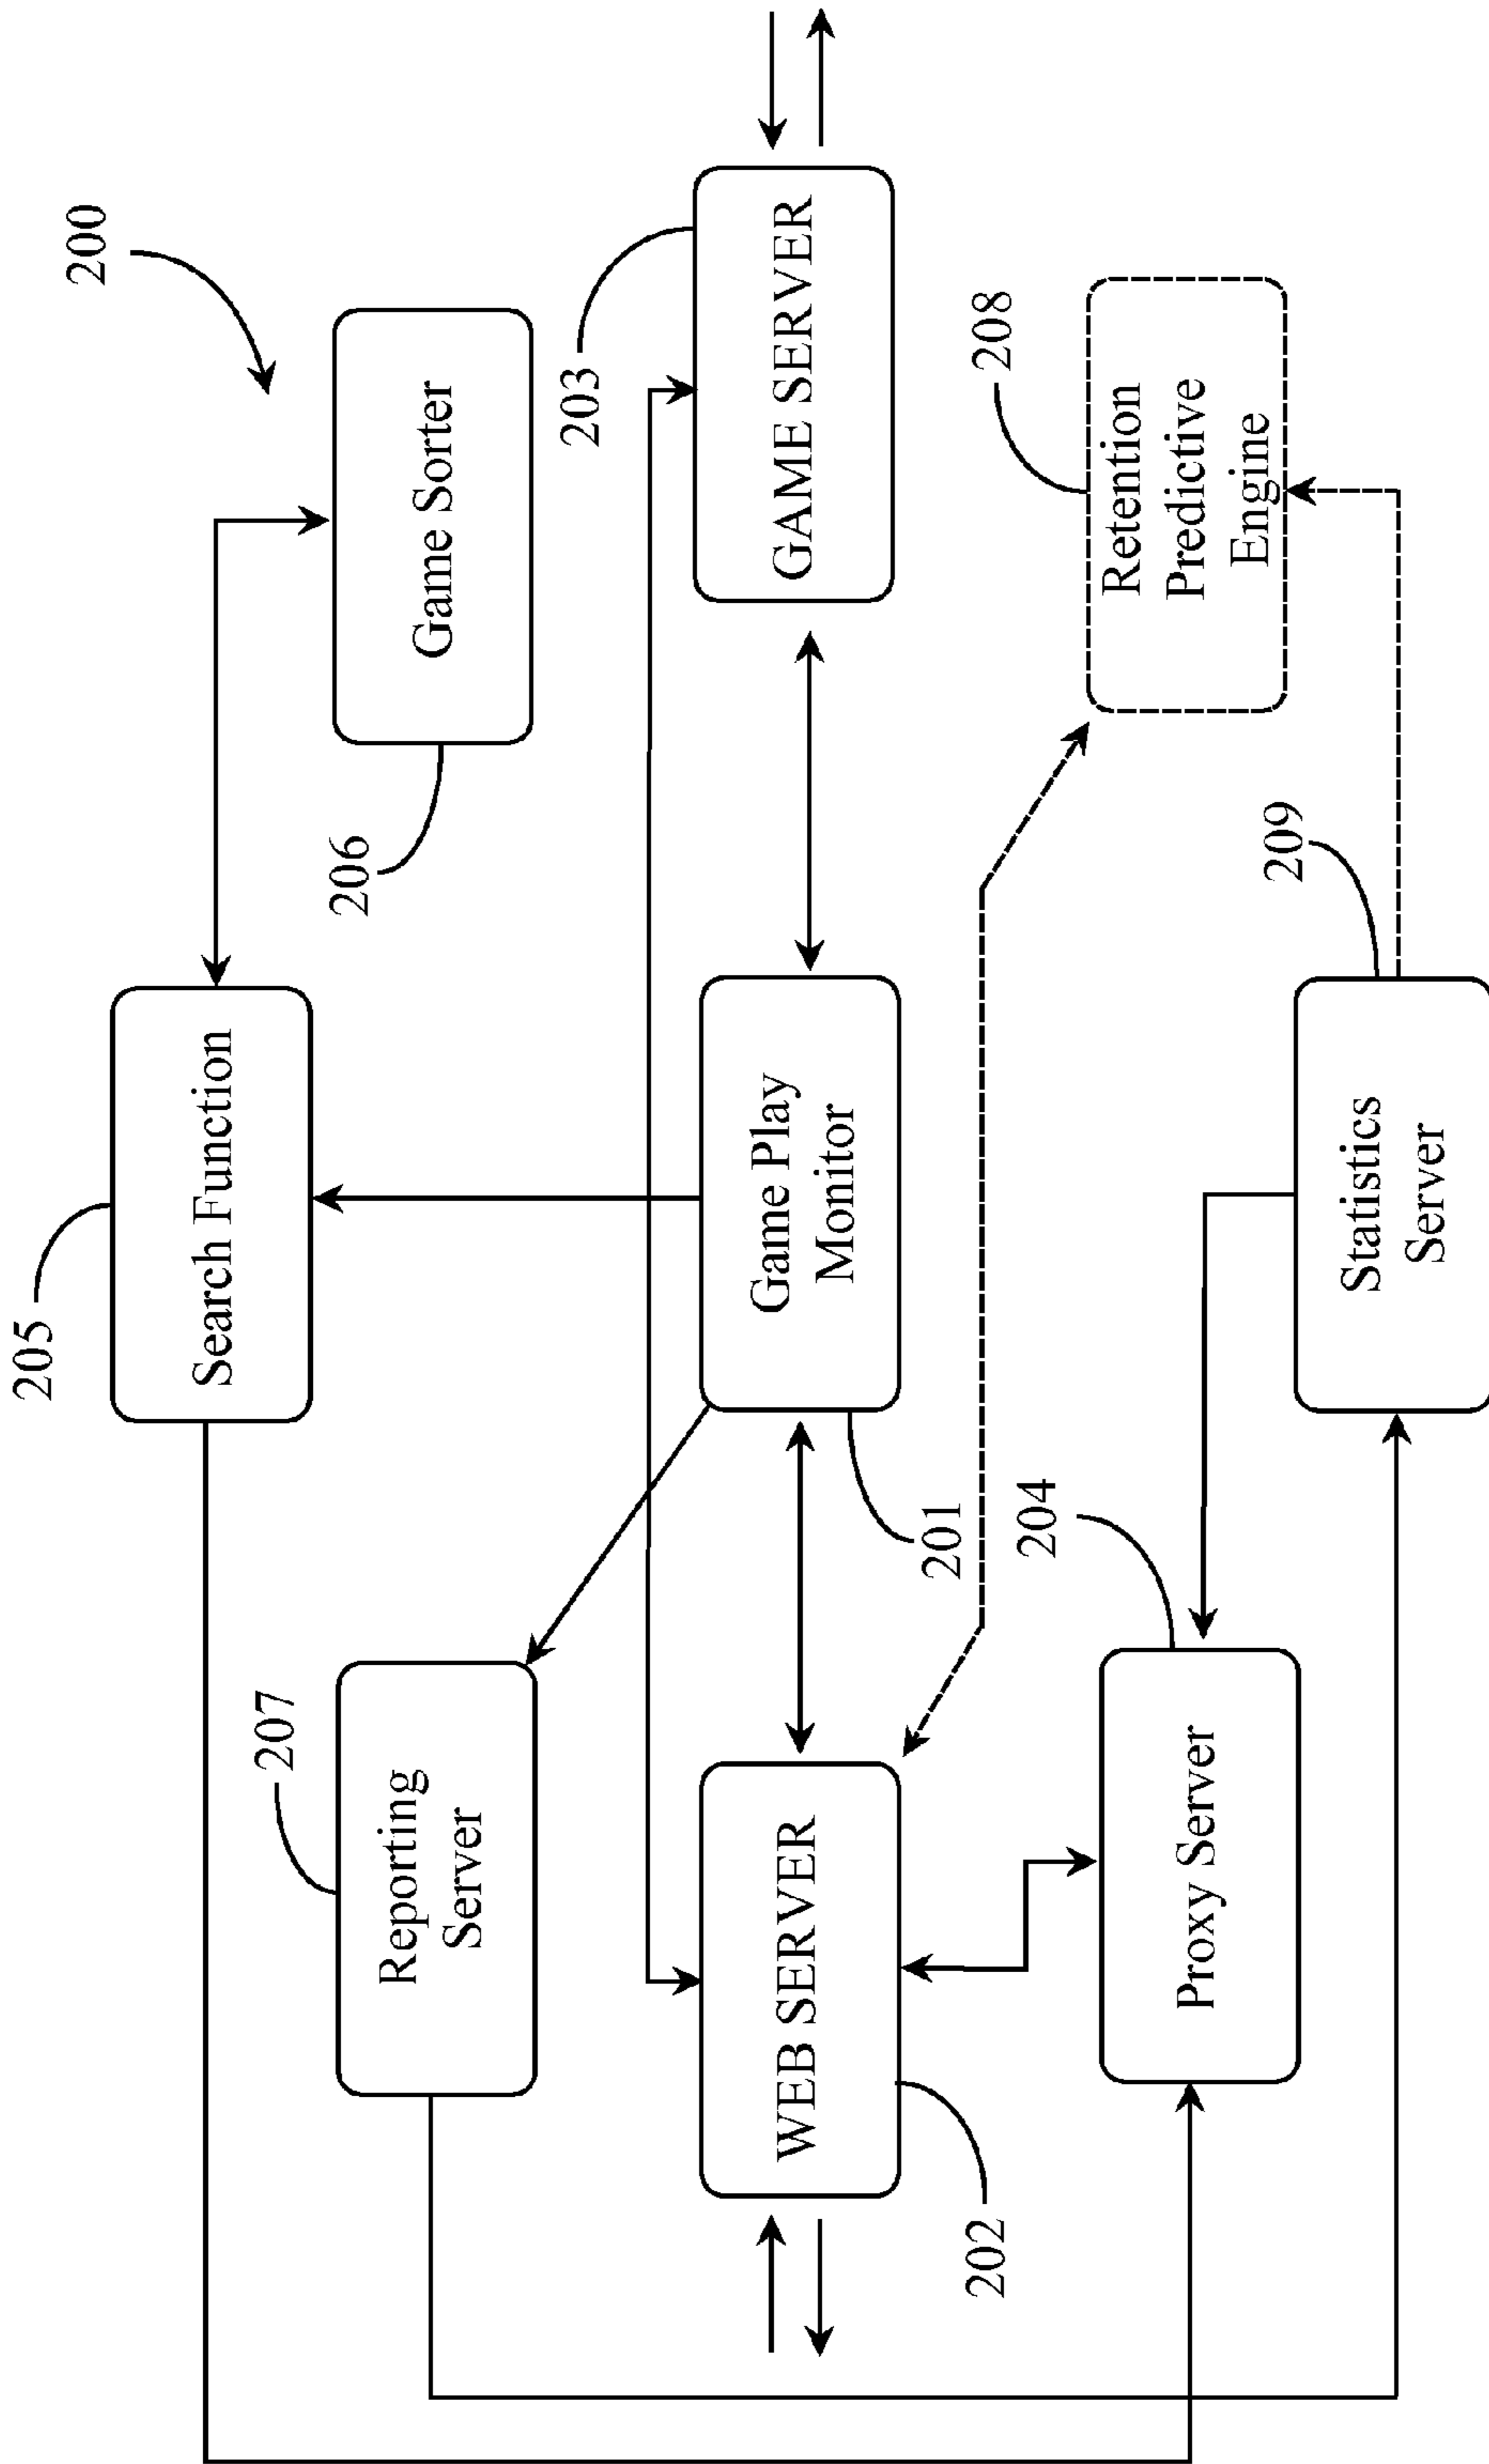 200
205
Search Function
Game Sorter
206
207
Reporting
Server
203
WEB SERVER
Game Play
Monitor
GAME SERVER
202
201
204
208
Proxy Server
Retention
Predictive
Engine
209
Statistics
Server